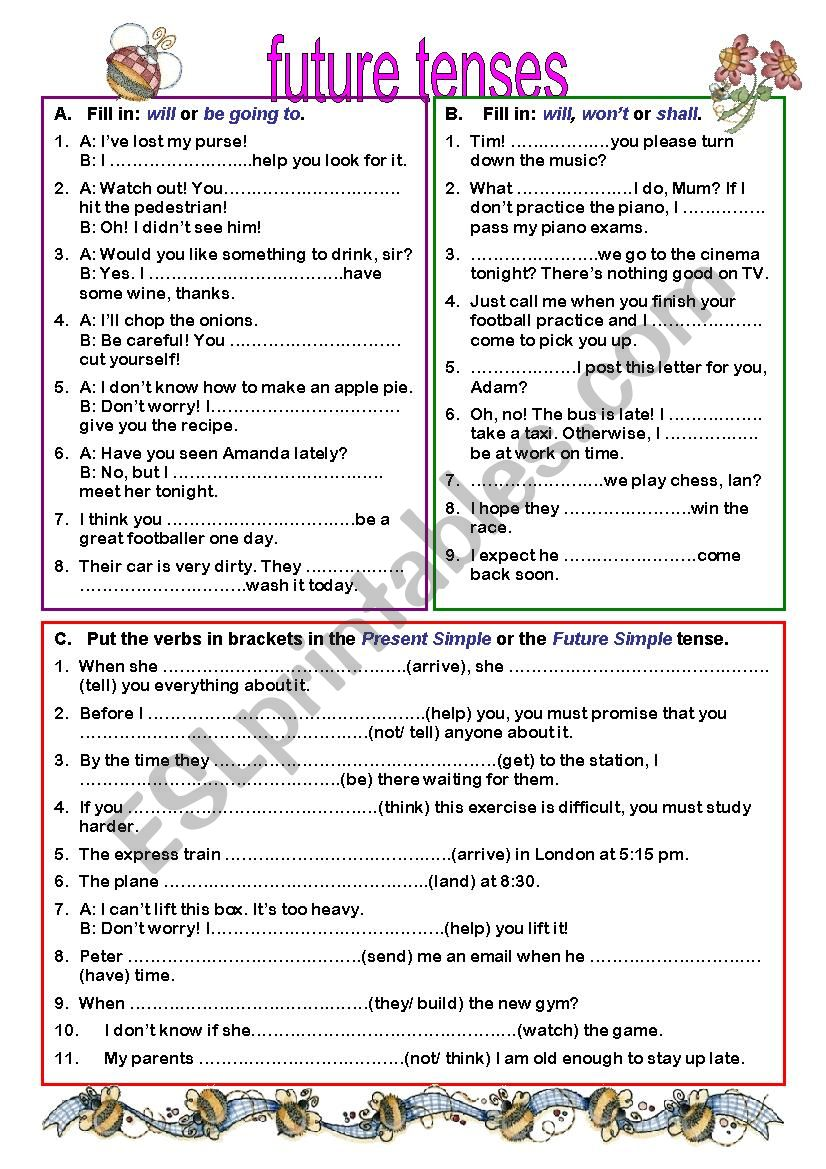 future tenses
A. Fill in: will or be going to.
1. A: I've lost my purse!
B: I ……………………..help you look for it.
2. A: Watch out! You…………………………….
hit the pedestrian!
B: Oh! I didn't see him!
3. A: Would you like something to drink, sir?
B: Yes. I ……………………………….have
some wine, thanks.
4. A: I'll chop the onions.
B: Be careful! You ……………………………
cut yourself!
5. A: I don't know how to make an apple pie.
B: Don't worry! I………………………………
give you the recipe.
6. A: Have you seen Amanda lately?
B: No, but I ………………………………….
meet her tonight.
7. I think you ……………………………..be a
great footballer one day.
8. Their car is very dirty. They ……………….
………………………….wash it today.
B. Fill in: will, won't or shall.
1. Tim! ………………you please turn
down the music?
2. What ………………….I do, Mum? If I
don't practice the piano, I ……………
pass my piano exams.
3. …………………….we go to the cinema
tonight? There's nothing good on TV.
4. Just call me when you finish your
football practice and I …………………
come to pick you up.
5. ………………..I post this letter for you,
Adam?
6. Oh, no! The bus is late! I ………………
take a taxi. Otherwise, I ………………
be at work on time.
7. …………………….we play chess, Ian?
8. I hope they …………………….win the
race.
9. I expect he …………………….come
back soon.
C. Put the verbs in brackets in the Present Simple or the Future Simple tense.
1. When she ……………………………………….(arrive), she …………………………………………
(tell) you everything about it.
2. Before I …………………………………………….(help) you, you must promise that you
………………………………………………(not/ tell) anyone about it.
3. By the time they …………………………………………….(get) to the station, I
………………………………………….(be) there waiting for them.
4. If you ……………………………………….(think) this exercise is difficult, you must study
harder.
5. The express train …………………………………….(arrive) in London at 5:15 pm.
6. The plane …………………………………………..(land) at 8:30.
7. A: I can't lift this box. It's too heavy.
B: Don't worry! I……………………………………..(help) you lift it!
8. Peter ……………………………………..(send) me an email when he ……………………………
(have) time.
9. When ………………………………………(they/ build) the new gym?
10. I don't know if she…………………………………………..(watch) the game.
11. My parents …………………………………(not/ think) I am old enough to stay up late.
ESLprintables.com